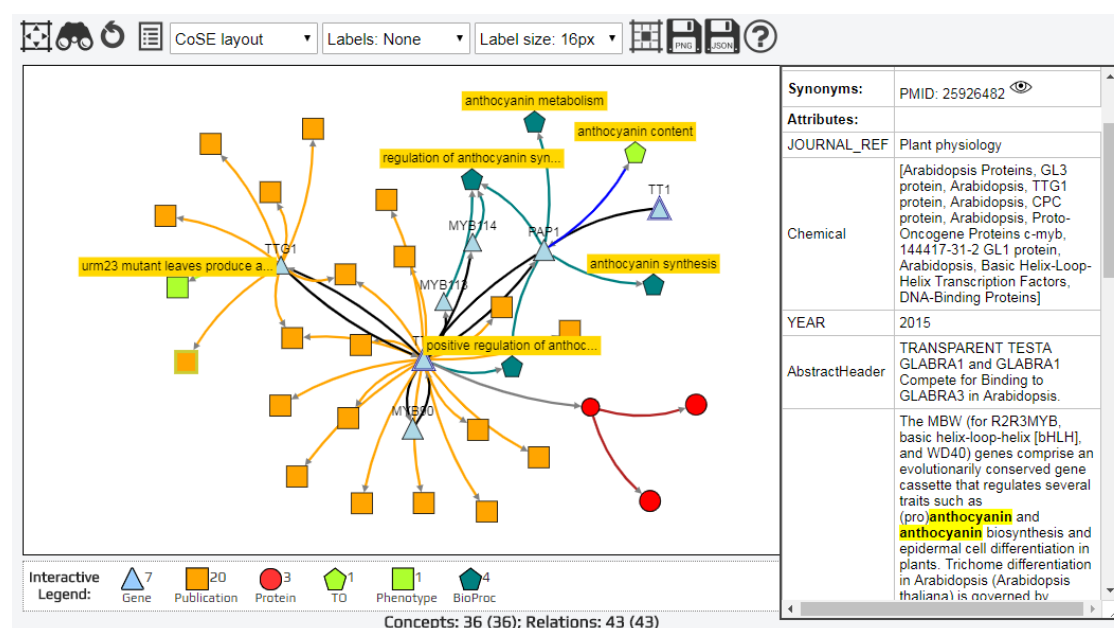 CoSE layout
Labels: None
Label size: 16px
PNG
JSON
?
anthocyanin metabolism
anthocyanin content
regulation of anthocyanin syn...
TT1
MYB114
PAP1
TTG1
urm23 mutant leaves produce a...
anthocyanin synthesis
MYB113
positive regulation of anthoc...
MYB90
Interactive
Legend:
7
Gene
20
Publication
3
Protein
1
TO
1
Phenotype
4
BioProc
Concepts: 36 (36); Relations: 43 (43)
Synonyms:
PMID: 25926482
Attributes:
JOURNAL_REF
Plant physiology
Chemical
[Arabidopsis Proteins, GL3
protein, Arabidopsis, TTG1
protein, Arabidopsis, CPC
protein, Arabidopsis, Proto-
Oncogene Proteins c-myb,
144417-31-2 GL1 protein,
Arabidopsis, Basic Helix-Loop-
Helix Transcription Factors,
DNA-Binding Proteins]
YEAR
2015
AbstractHeader
TRANSPARENT TESTA
GLABRA1 and GLABRA1
Compete for Binding to
GLABRA3 in Arabidopsis.
The MBW (for R2R3MYB,
basic helix-loop-helix [bHLH],
and WD40) genes comprise an
evolutionarily conserved gene
cassette that regulates several
traits such as
(pro)anthocyanin and
anthocyanin biosynthesis and
epidermal cell differentiation in
plants. Trichome differentiation
in Arabidopsis (Arabidopsis
thaliana) is governed by